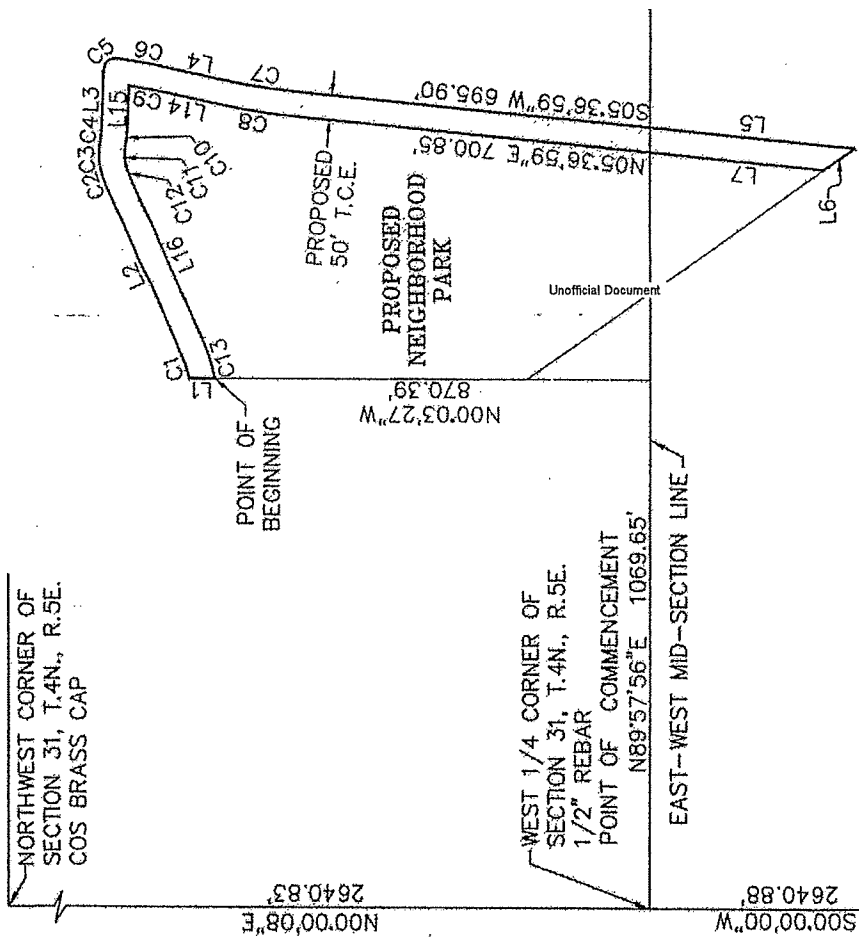 NORTHWEST CORNER OF
SECTION 31, T.4N., R.5E.
COS BRASS CAP
N00°00'08"E
2640.83'
WEST 1/4 CORNER OF
SECTION 31, T.4N., R.5E.
1/2" REBAR
POINT OF COMMENCEMENT
N89°57'56"E 1069.65'
EAST-WEST MID-SECTION LINE
S00°00'00"W
2640.88'
POINT OF
BEGINNING
N00°03'27"W
870.39'
L1
C1
L2
C2
C3
C4
L3
C5
C6
L4
C7
S05°36'59"W 695.90'
L5
L6
L7
N05°36'59"E 700.85'
C8
L14
C9
L15
C10
C11
C12
L16
C13
PROPOSED
50' T.C.E.
PROPOSED
NEIGHBORHOOD
PARK
Unofficial Document